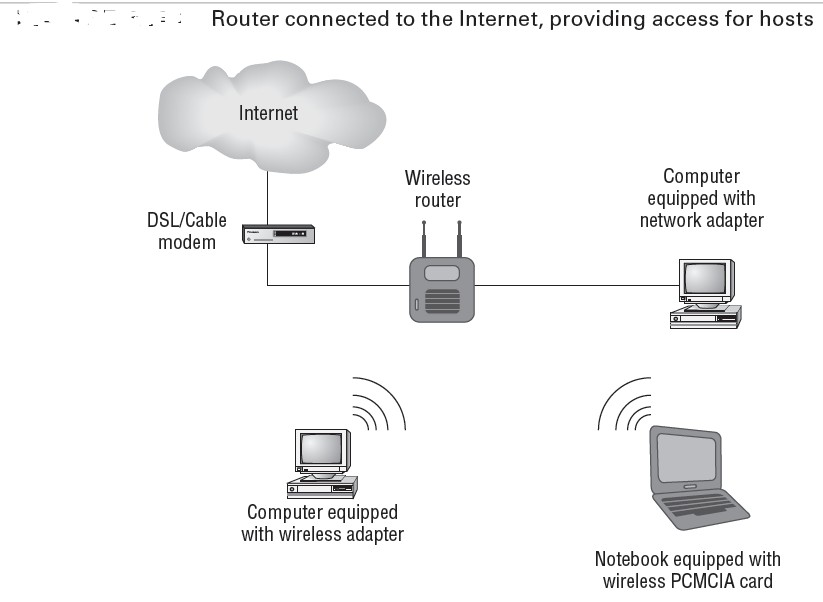 Router connected to the Internet, providing access for hosts
Internet
Wireless
router
Computer
equipped with
network adapter
DSL/Cable
modem
Computer equipped
with wireless adapter
Notebook equipped with
wireless PCMCIA card